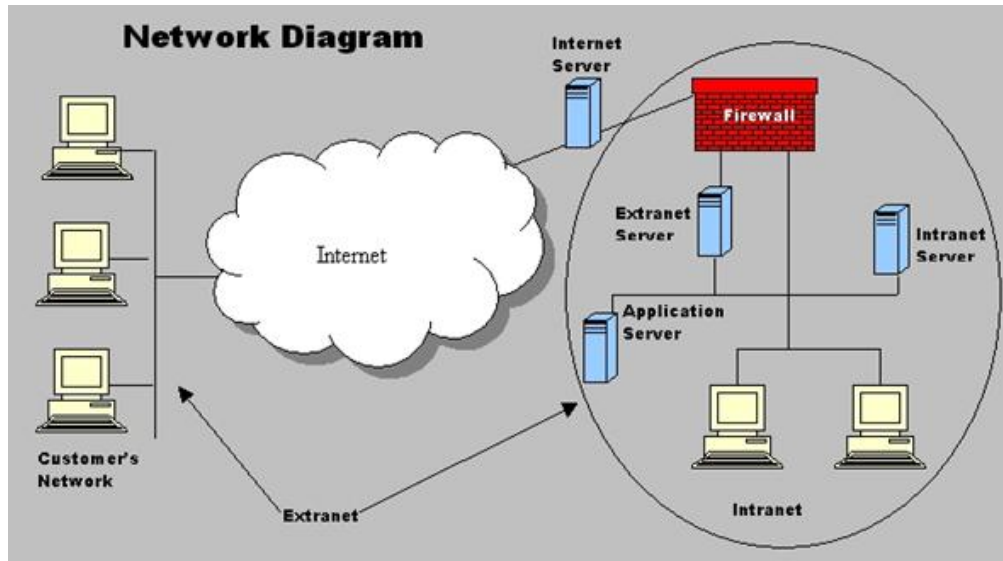 Network Diagram
Internet
Server
Firewall
Extranet
Server
Intranet
Server
Internet
Application
Server
Customer's
Network
Extranet
Intranet